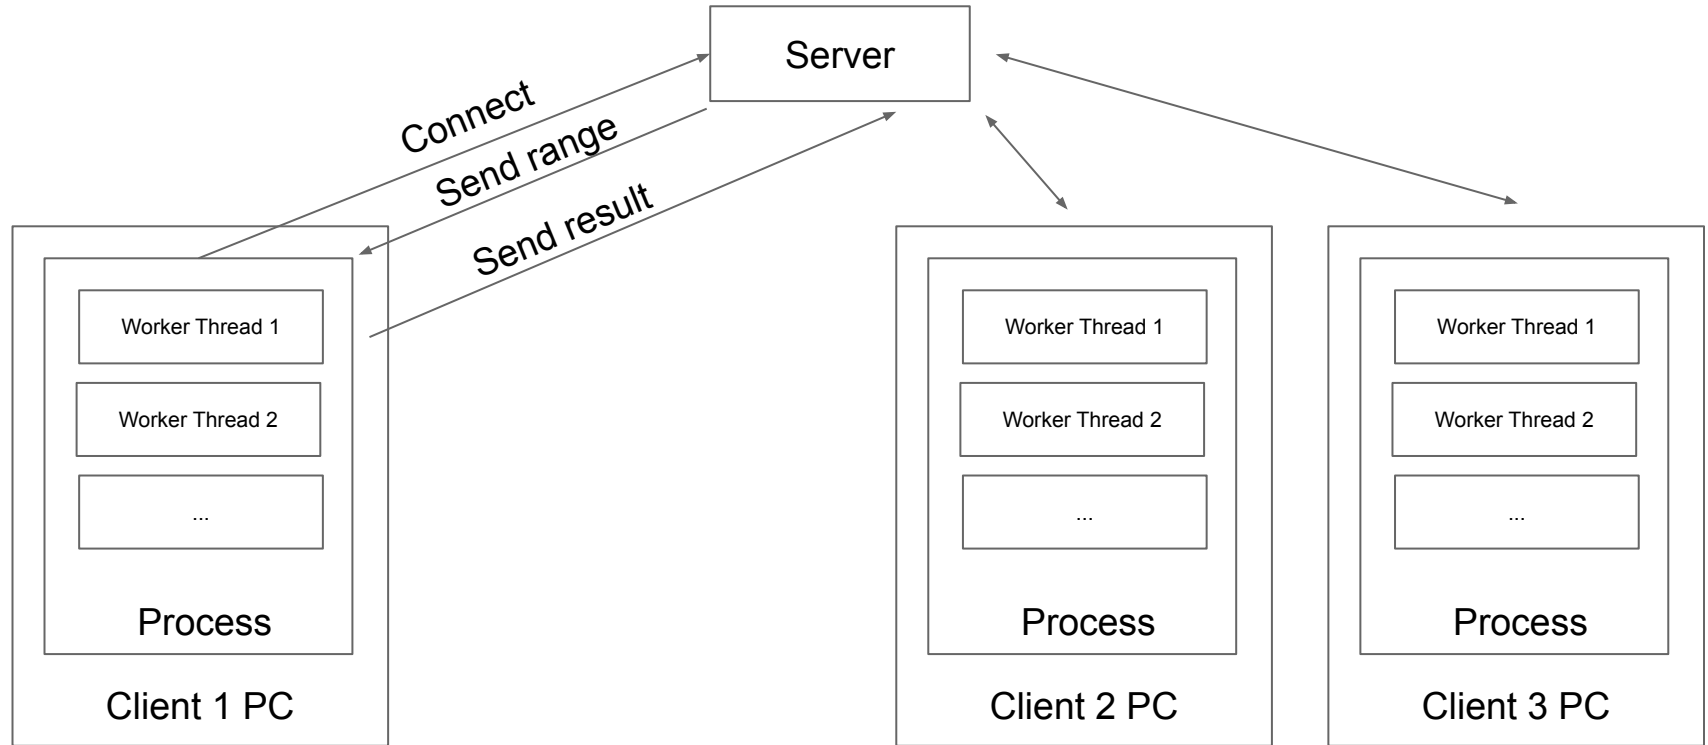 Server
Connect
Send range
Send result
Worker Thread 1
Worker Thread 2
...
Process
Client 1 PC
Worker Thread 1
Worker Thread 2
...
Process
Client 2 PC
Worker Thread 1
Worker Thread 2
...
Process
Client 3 PC